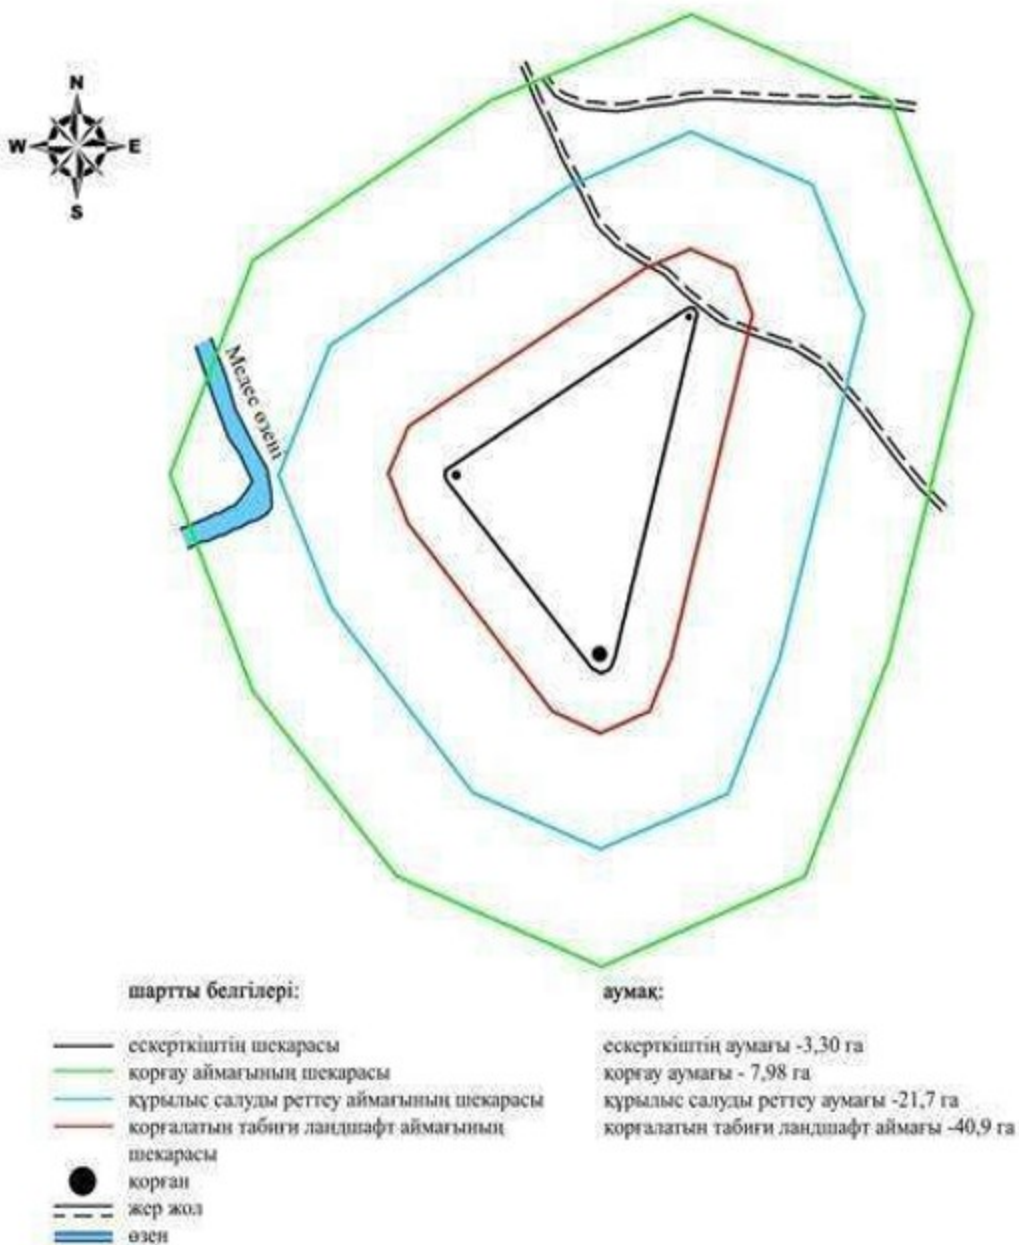 N
W E
S
Медес өзені
шартты белгілері:
ескерткіштің шекарасы
қорғау аймағының шекарасы
құрылыс салуды реттеу аймағының шекарасы
қорғалатын табиғи ландшафт аймағының
шекарасы
қорған
жер жол
өзен
аумақ:
ескерткіштің аумағы -3,30 га
қорғау аумағы - 7,98 га
құрылыс салуды реттеу аумағы -21,7 га
қорғалатын табиғи ландшафт аймағы -40,9 га